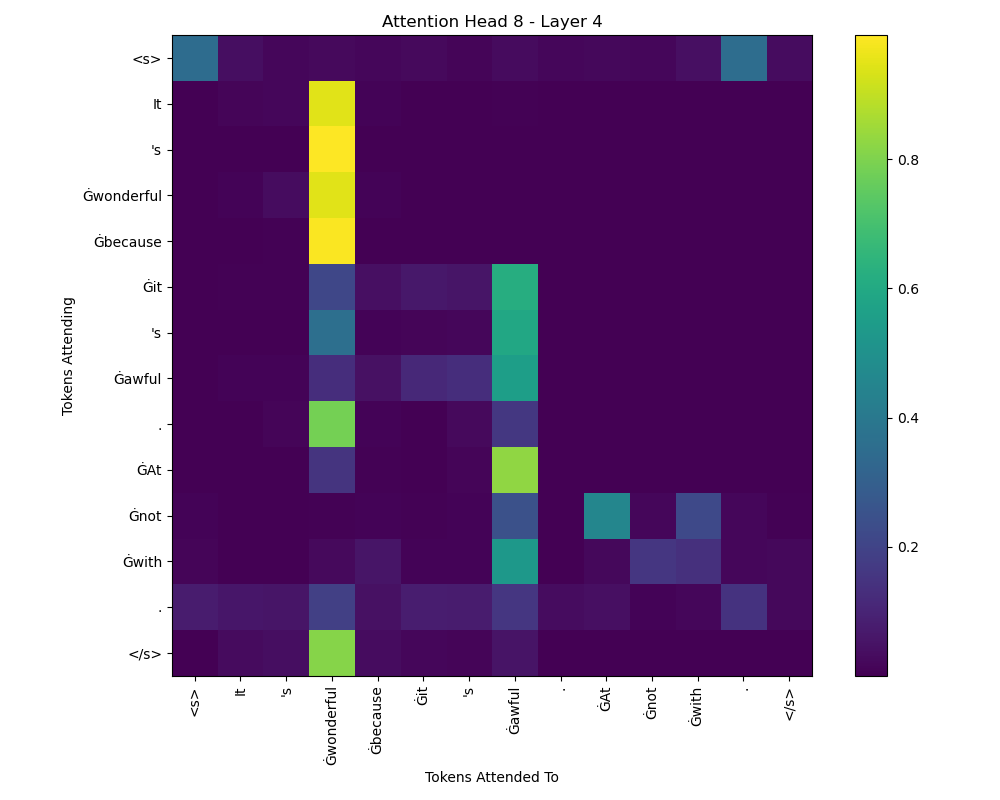 Attention Head 8 - Layer 4
<s>
It
's
Ġwonderful
Ġbecause
Ġit
's
Ġawful
.
ĠAt
Ġnot
Ġwith
.
</s>
Tokens Attending
<s>
It
's
Ġwonderful
Ġbecause
Ġit
's
Ġawful
.
ĠAt
Ġnot
Ġwith
.
</s>
Tokens Attended To
0.8
0.6
0.4
0.2